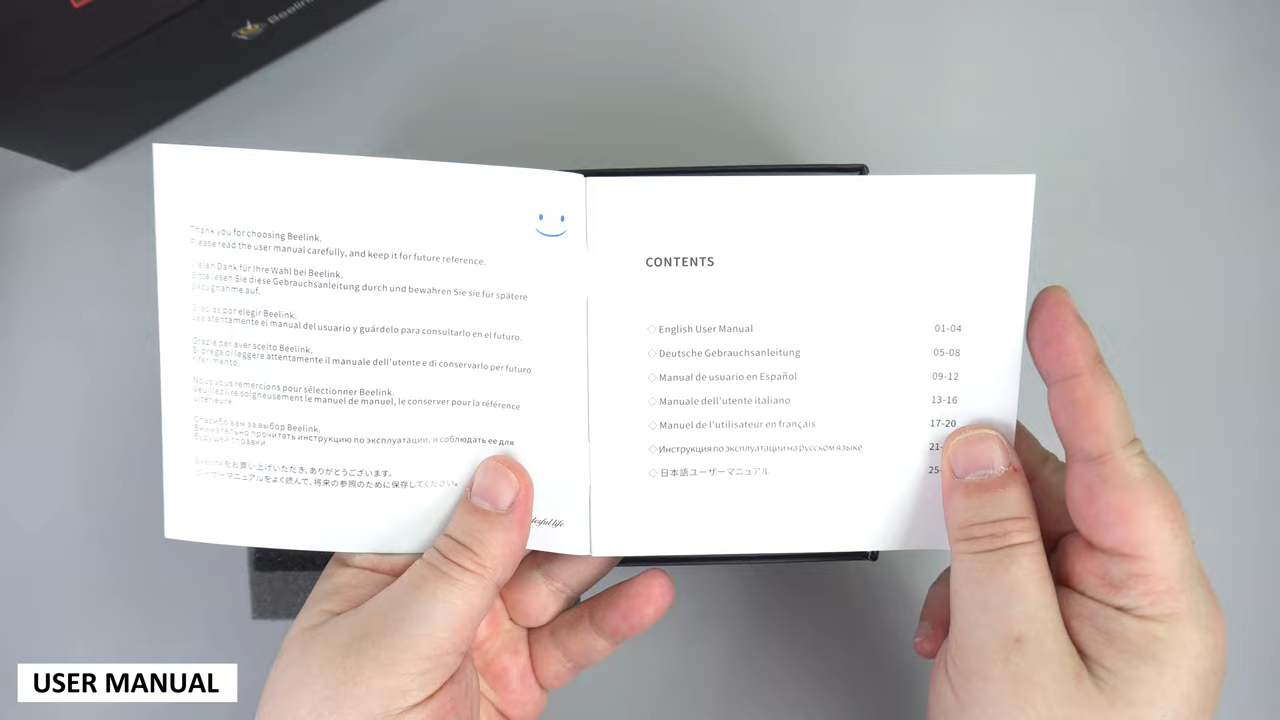 Beelink
Thank you for choosing Beelink.
Please read the user manual carefully, and keep it for future reference.
Vielen Dank für Ihre Wahl bei Beelink.
Bitte lesen Sie diese Gebrauchsanleitung durch und bewahren Sie sie für spätere
Bezugnahme auf.
Gracias por elegir Beelink.
Lea atentamente el manual del usuario y guárdelo para consultarlo en el futuro.
Grazie per aver scelto Beelink.
Si prega di leggere attentamente il manuale dell'utente e di conservarlo per futuro
riferimento.
Nous vous remercions pour sélectionner Beelink.
Veuillez lire soigneusement le manuel de manuel, le conserver pour la référence
ultérieure.
Спасибо вам за выбор Beelink.
Внимательно прочитать инструкцию по эксплуатации, и соблюдать ее для
будущей справки.
Beelinkをお買い上げいただき、ありがとうございます。
ユーザーマニュアルをよく読んで、将来の参照のために保存してください。
life
CONTENTS
◇English User Manual 01-04
◇Deutsche Gebrauchsanleitung 05-08
◇Manual de usuario en Español 09-12
◇Manuale dell'utente italiano 13-16
◇Manuel de l'utilisateur en français 17-20
◇Инструкция по эксплуатации на русском языке 21-
◇日本語ユーザーマニュアル 25-
USER MANUAL